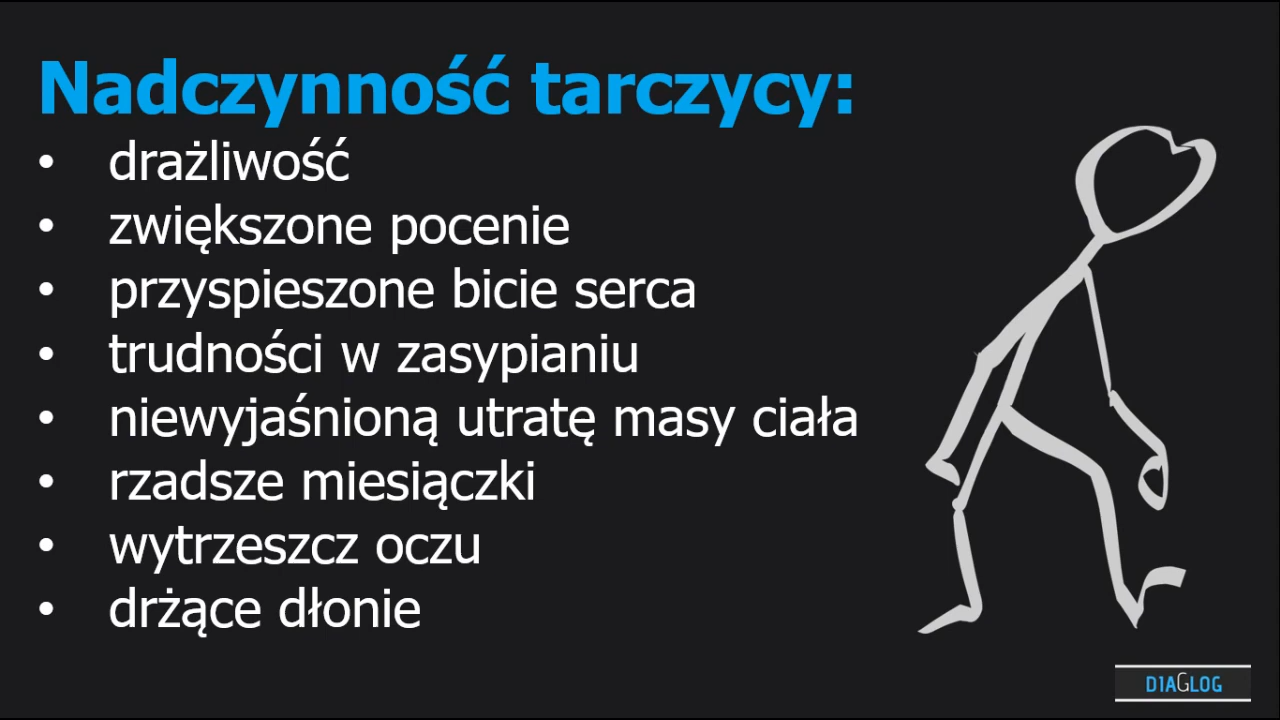 Nadczynność tarczycy:
• drażliwość
• zwiększone pocenie
• przyspieszone bicie serca
• trudności w zasypianiu
• niewyjaśnioną utratę masy ciała
• rzadsze miesiączki
• wytrzeszcz oczu
• drżące dłonie
DIAGLOG